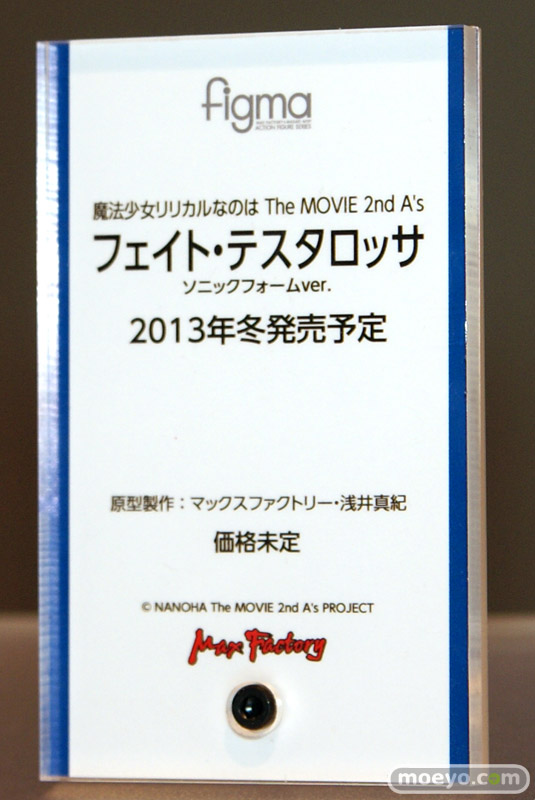 figma
魔法少女リリカルなのは The MOVIE 2nd A's
フェイト・テスタロッサ
ソニックフォームver.
2013年冬発売予定
原型製作：マックスファクトリー・浅井真紀
価格未定
© NANOHA The MOVIE 2nd A's PROJECT
Max Factory
moeyo.com